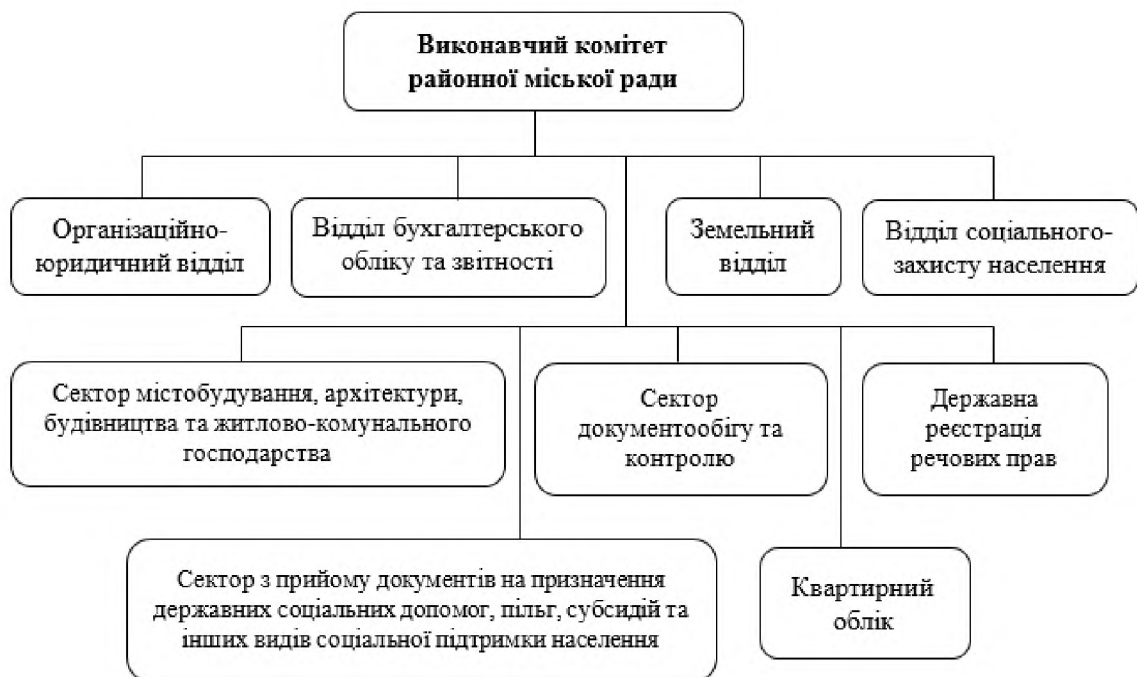 Виконавчий комітет
районної міської ради
Організаційно-
юридичний відділ
Відділ бухгалтерського
обліку та звітності
Земельний
відділ
Відділ соціального-
захисту населення
Сектор містобудування, архітектури,
будівництва та житлово-комунального
господарства
Сектор
документообігу та
контролю
Державна
реєстрація
речових прав
Сектор з прийому документів на призначення
державних соціальних допомог, пільг, субсидій та
інших видів соціальної підтримки населення
Квартирний
облік